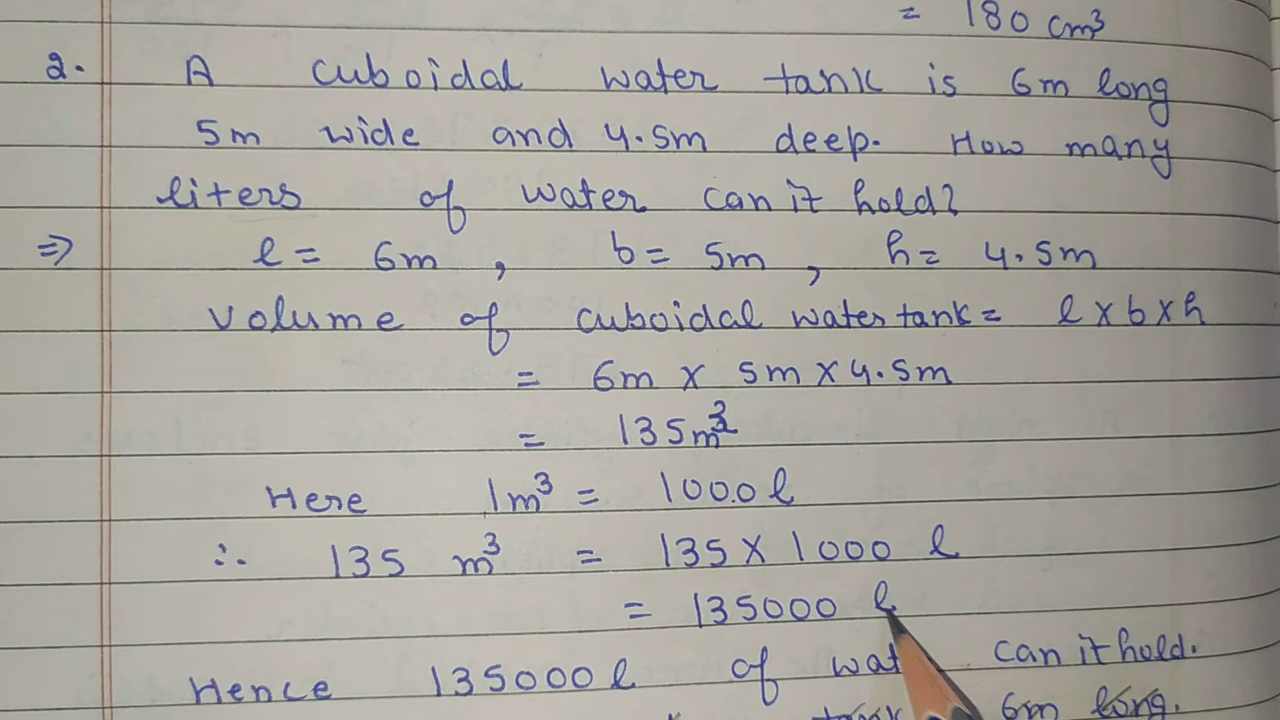 = 180 cm³
2. A cuboidal water tank is 6m long
5m wide and 4.5m deep. How many
liters of water can it hold?
⇒ l = 6m, b = 5m, h = 4.5m
Volume of cuboidal water tank = l × b × h
= 6m × 5m × 4.5m
= 135m³
Here 1m³ = 1000 l
∴ 135 m³ = 135 × 1000 l
= 135000 l
Hence 135000 l of wat can it hold.
tank 6m long.